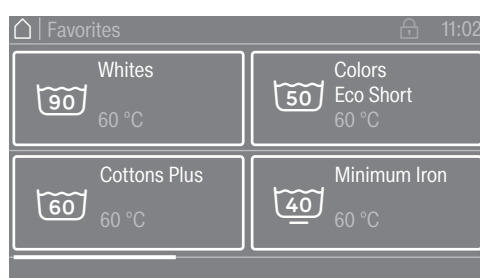 Favorites 11:02
Whites
90
60 °C
Colors
50 Eco Short
60 °C
Cottons Plus
60
60 °C
Minimum Iron
40
60 °C